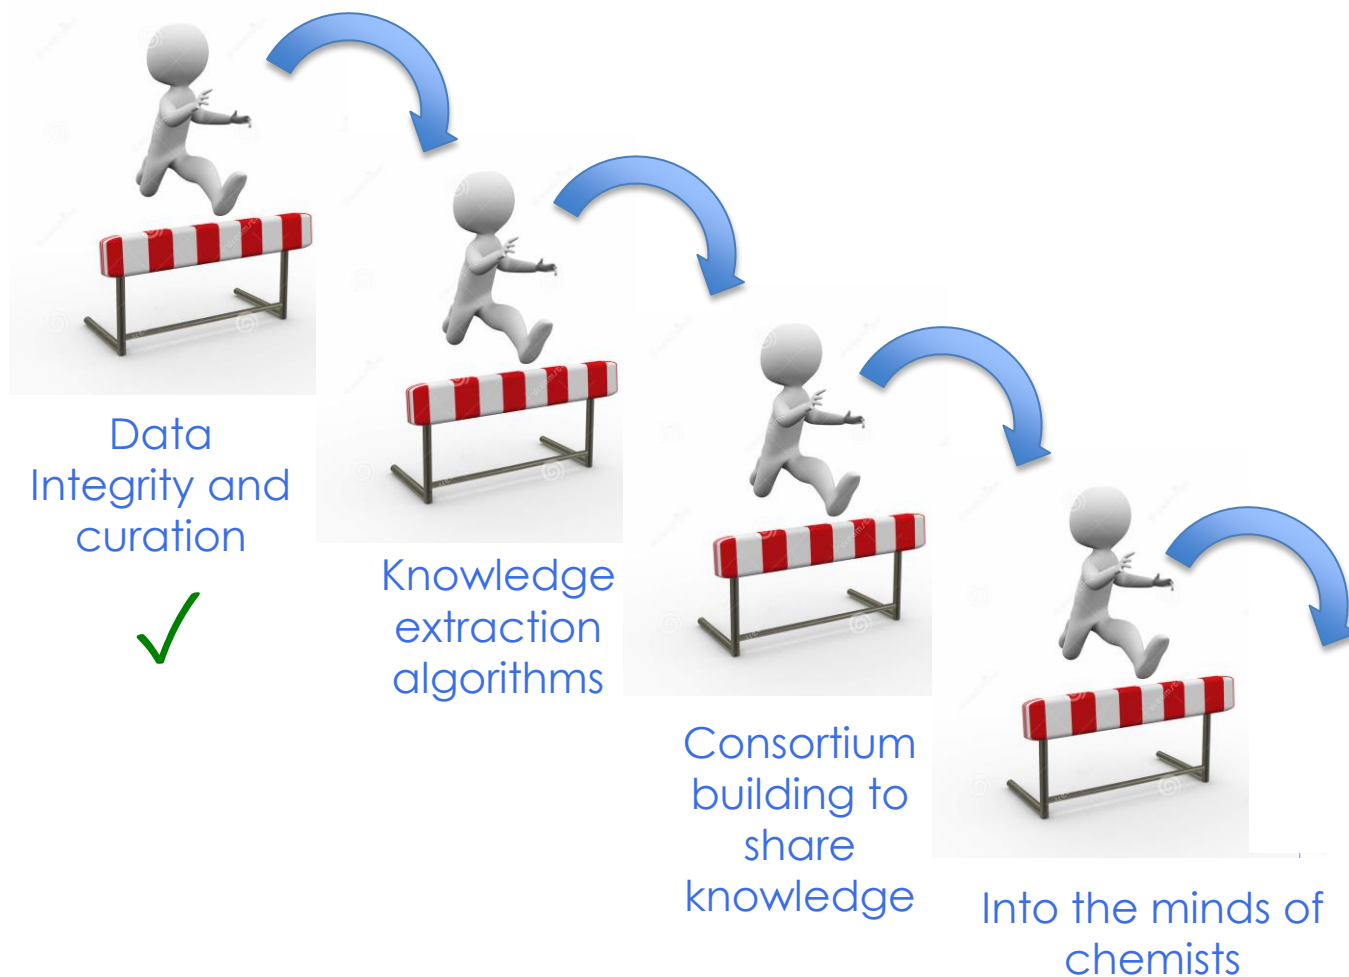 Data
Integrity and
curation
✓
Knowledge
extraction
algorithms
Consortium
building to
share
knowledge
Into the minds of
chemists